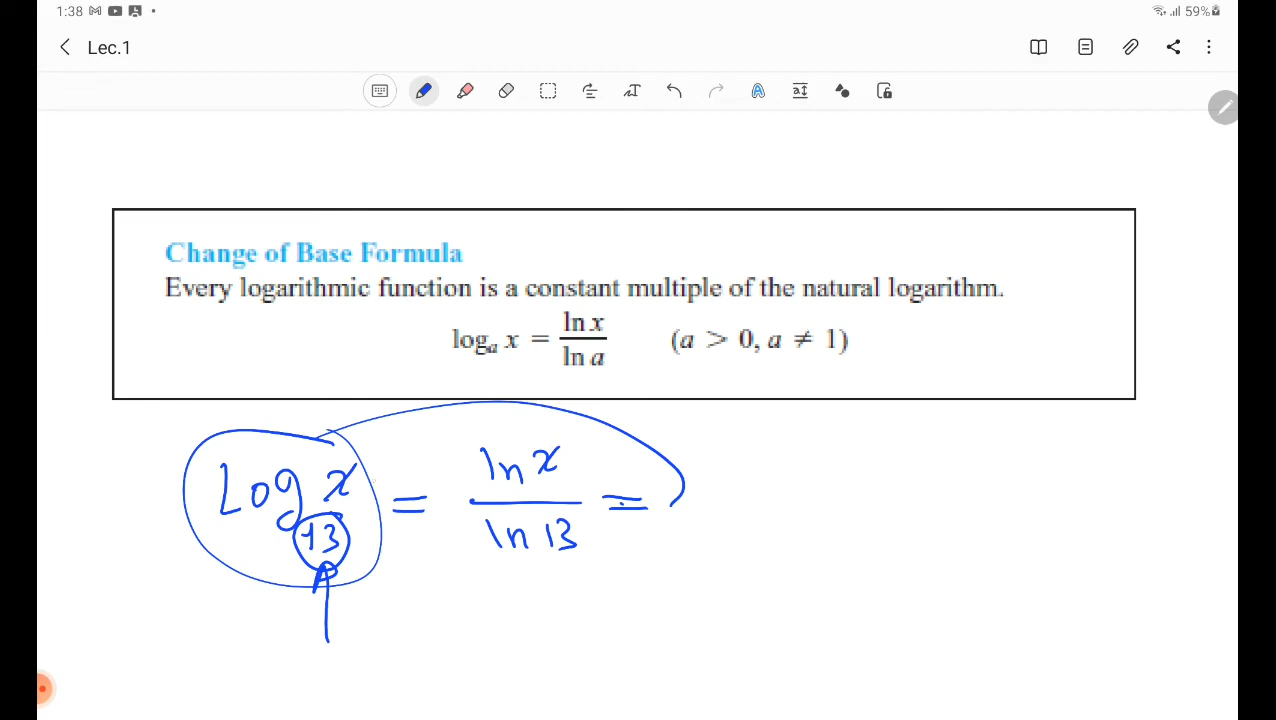 1:38 59%
Lec.1
Change of Base Formula
Every logarithmic function is a constant multiple of the natural logarithm.
logₐ x = ln x / ln a (a > 0, a ≠ 1)
Log₁₃ x = ln x / ln 13 =